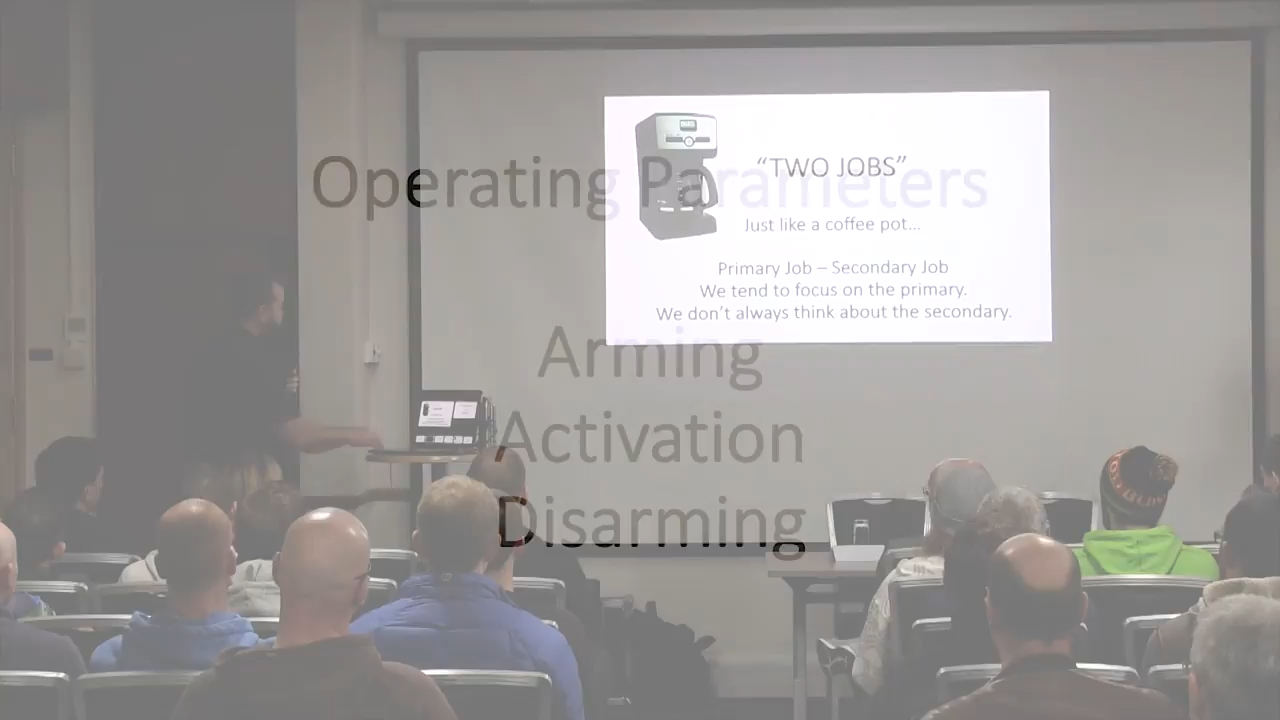 Operating Parameters
Arming
Activation
Disarming
“TWO JOBS”
Just like a coffee pot…
Primary Job – Secondary Job
We tend to focus on the primary.
We don’t always think about the secondary.